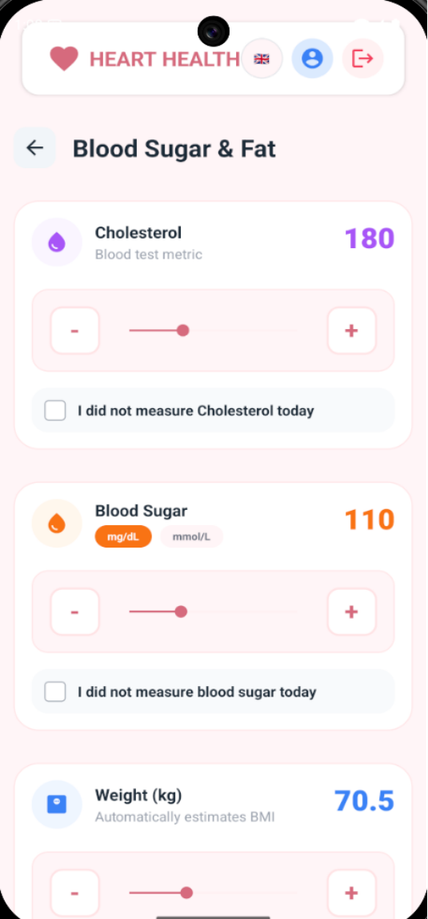 HEART HEALTH
Blood Sugar & Fat
Cholesterol
180
Blood test metric
-
+
I did not measure Cholesterol today
Blood Sugar
110
mg/dL mmol/L
-
+
I did not measure blood sugar today
Weight (kg)
70.5
Automatically estimates BMI
-
+